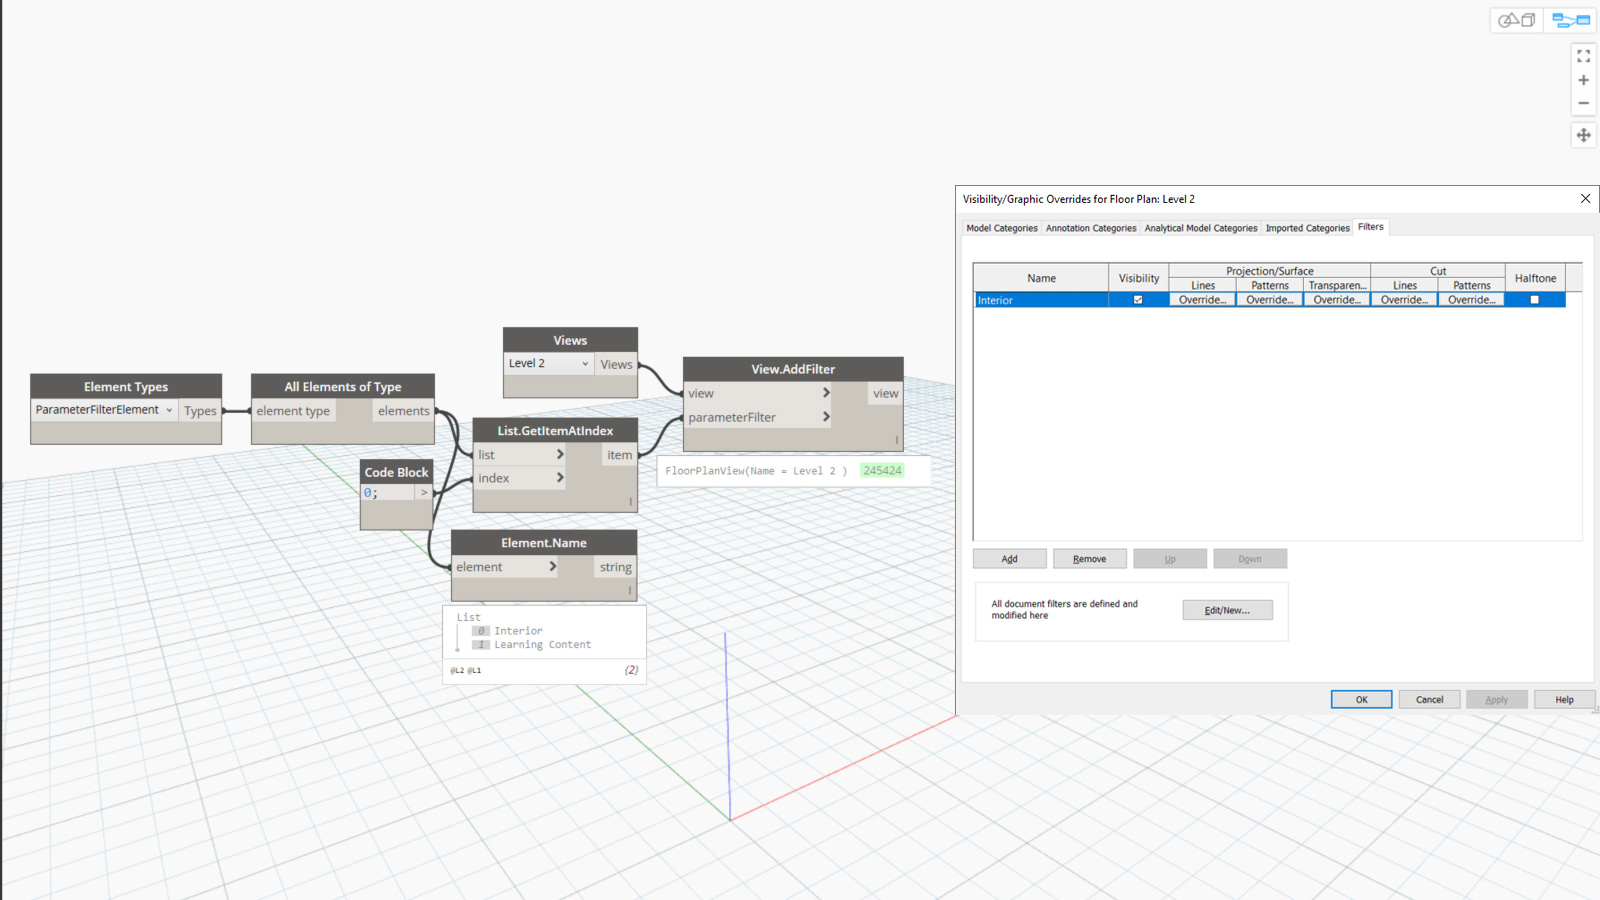 Views
Level 2
Views
View.AddFilter
view > view
parameterFilter >
FloorPlanView(Name = Level 2 ) 245424
Element Types
ParameterFilterElement
Types
All Elements of Type
element type elements
List.GetItemAtIndex
list > item
index >
Code Block
0; >
Element.Name
element > string
List
0 Interior
1 Learning Content
@L2 @L1 {2}
Visibility/Graphic Overrides for Floor Plan: Level 2
Model Categories Annotation Categories Analytical Model Categories Imported Categories Filters
Name Visibility Projection/Surface Cut Halftone
Lines Patterns Transparen... Lines Patterns
Interior Override... Override... Override... Override... Override...
Add Remove Up Down
All document filters are defined and
modified here
Edit/New...
OK Cancel Apply Help